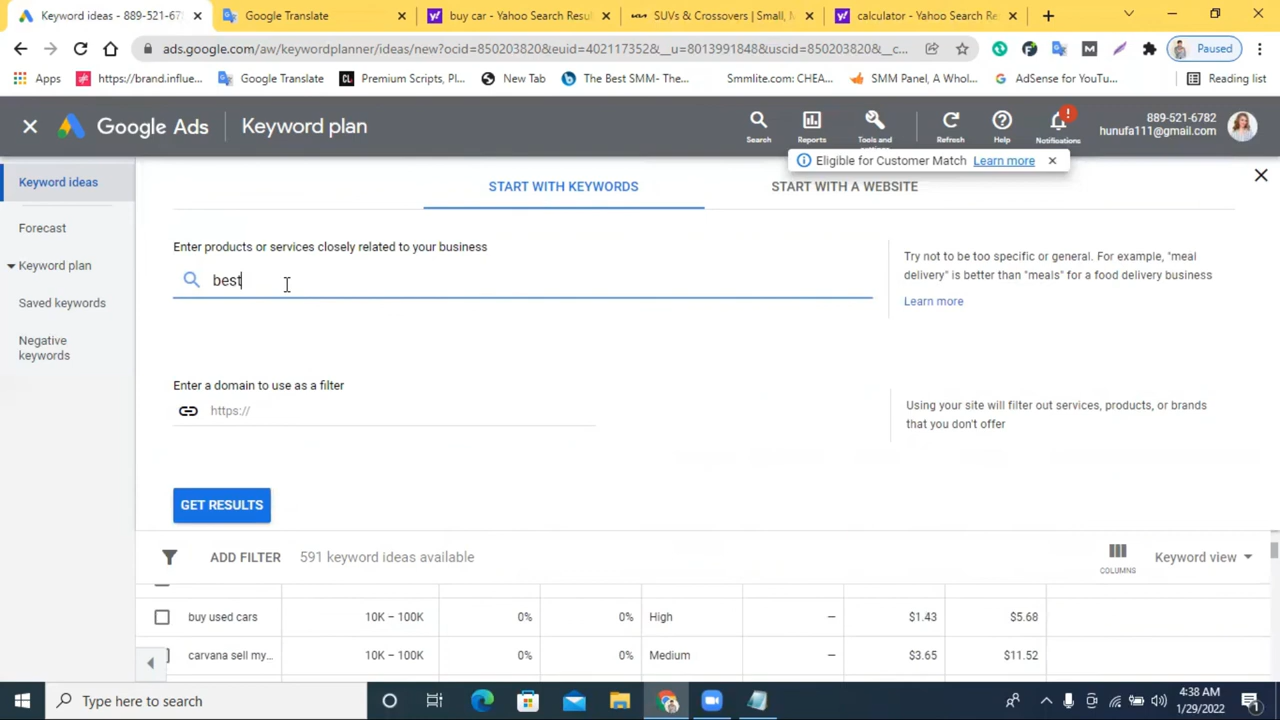 Keyword ideas - 889-521-67
Google Translate
buy car - Yahoo Search Resu
SUVs & Crossovers | Small, M
calculator - Yahoo Search Re
ads.google.com/aw/keywordplanner/ideas/new?ocid=850203820&euid=402117352&__u=8013991848&uscid=850203820&__c...
Paused
Apps
https://brand.influe...
Google Translate
Premium Scripts, Pl...
New Tab
The Best SMM- The...
Smmlite.com: CHEA...
SMM Panel, A Whol...
AdSense for YouTu...
Reading list
Google Ads
Keyword plan
Search
Reports
Tools and
Refresh
Help
Notifications
889-521-6782
hunufa111@gmail.com
Eligible for Customer Match Learn more
Keyword ideas
Forecast
Keyword plan
Saved keywords
Negative
keywords
START WITH KEYWORDS
START WITH A WEBSITE
Enter products or services closely related to your business
best
Try not to be too specific or general. For example, "meal
delivery" is better than "meals" for a food delivery business
Learn more
Enter a domain to use as a filter
https://
Using your site will filter out services, products, or brands
that you don't offer
GET RESULTS
ADD FILTER
591 keyword ideas available
COLUMNS
Keyword view
buy used cars 10K – 100K 0% 0% High – $1.43 $5.68
carvana sell my... 10K – 100K 0% 0% Medium – $3.65 $11.52
Type here to search
4:38 AM
1/29/2022
1